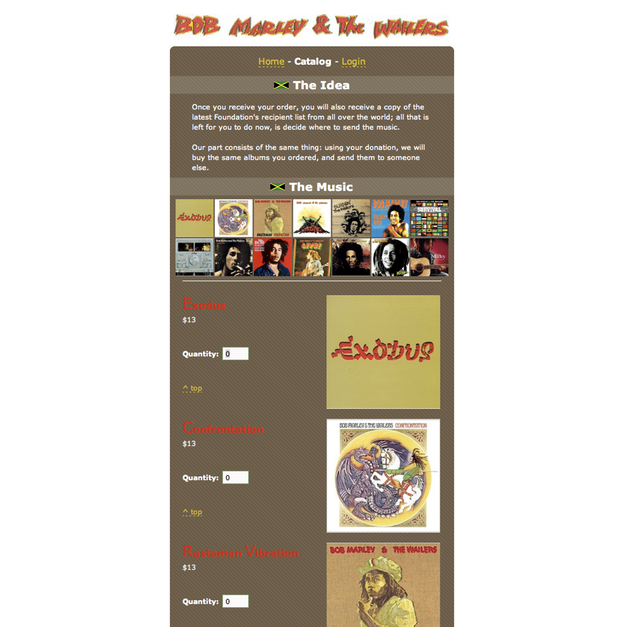 BOB MARLEY & THE WAILERS
Home - Catalog - Login
The Idea
Once you receive your order, you will also receive a copy of the
latest Foundation's recipient list from all over the world; all that is
left for you to do now, is decide where to send the music.
Our part consists of the same thing: using your donation, we will
buy the same albums you ordered, and send them to someone
else.
The Music
EXODUS
BOB MARLEY
SURVIVAL
Exodus
$13
Quantity: 0
^ top
EXODUS
Confrontation
$13
Quantity: 0
^ top
BOB MARLEY & THE WAILERS CONFRONTATION
Rastaman Vibration
$13
Quantity: 0
BOB MARLEY & THE WAILERS